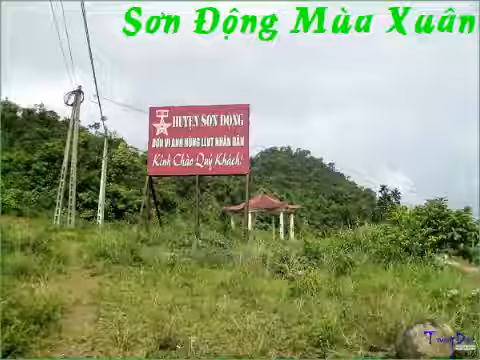 Sơn Động Mùa Xuân
HUYỆN SƠN ĐỘNG
ĐƠN VỊ ANH HÙNG LLVT NHÂN DÂN
Kính Chào Quý Khách!